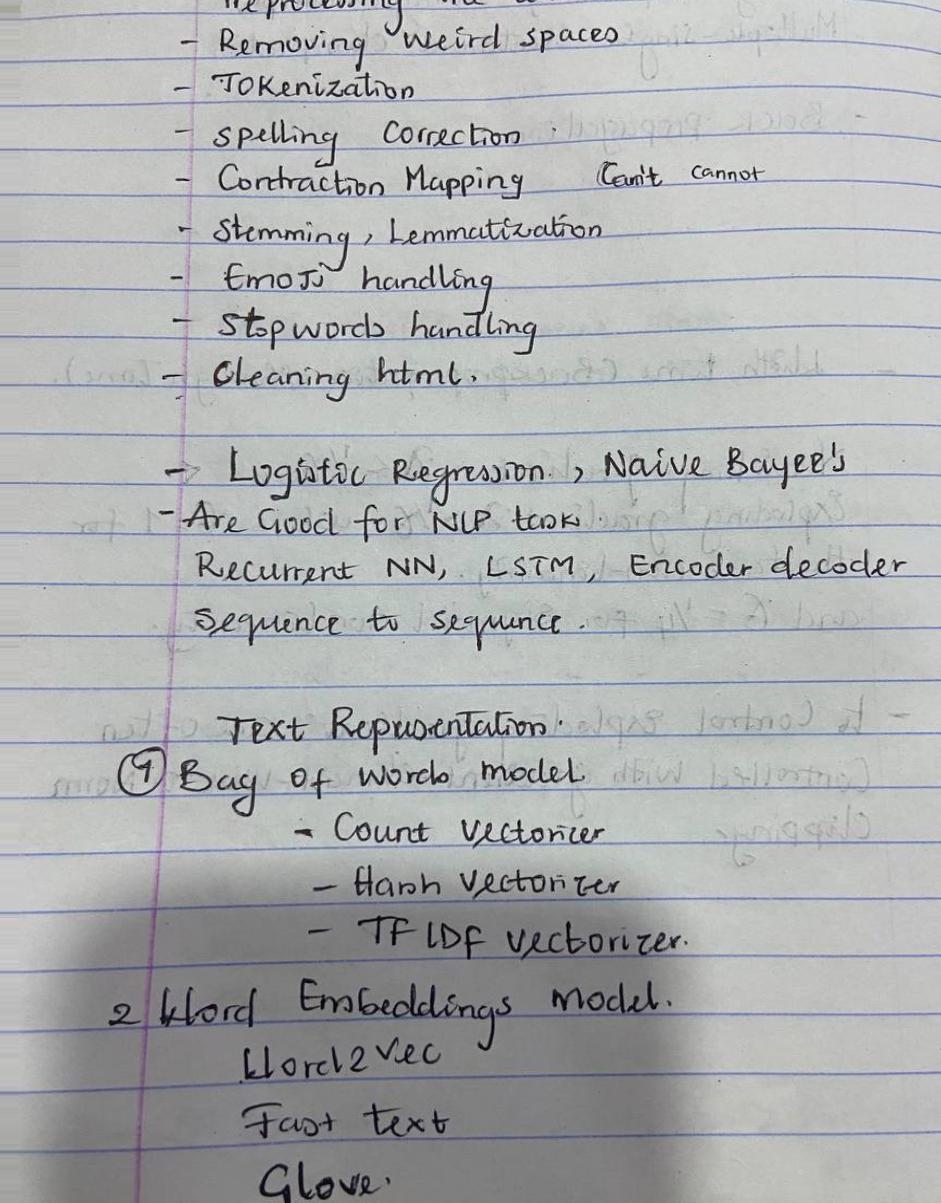 Preprocessing
- Removing weird spaces
- Tokenization
- spelling Correction.
- Contraction Mapping Can't cannot
- Stemming, Lemmatization
- Emoji handling
- Stopwords handling
- Cleaning html.
-> Logistic Regression, Naive Bayee's
- Are Good for NLP task.
Recurrent NN, LSTM, Encoder decoder
Sequence to sequence.
Text Representation.
1 Bag of words model
- Count Vectorizer
- Hash Vectorizer
- TF IDF vectorizer.
2 Word Embeddings model.
Word2vec
Fast text
Glove.